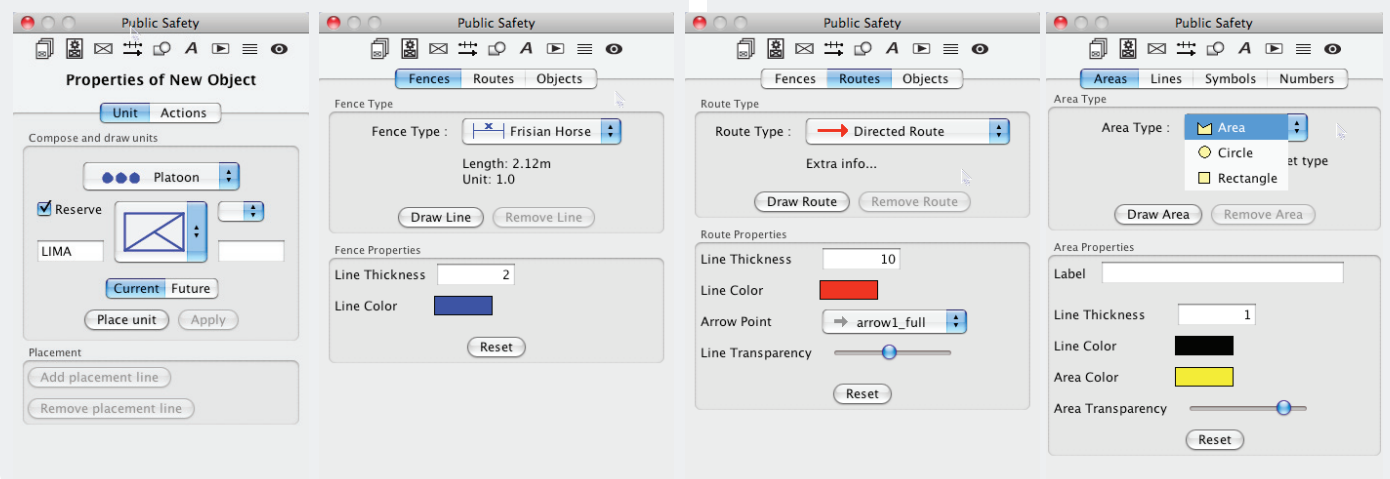 Public Safety
A
Properties of New Object
Unit Actions
Compose and draw units
Platoon
Reserve
LIMA
Current Future
Place unit Apply
Placement
Add placement line
Remove placement line
Public Safety
A
Fences Routes Objects
Fence Type
Fence Type : x Frisian Horse
Length: 2.12m
Unit: 1.0
Draw Line Remove Line
Fence Properties
Line Thickness 2
Line Color
Reset
Public Safety
A
Fences Routes Objects
Route Type
Route Type : Directed Route
Extra info...
Draw Route Remove Route
Route Properties
Line Thickness 10
Line Color
Arrow Point arrow1_full
Line Transparency
Reset
Public Safety
A
Areas Lines Symbols Numbers
Area Type
Area Type : Area
Circle
et type
Rectangle
Draw Area Remove Area
Area Properties
Label
Line Thickness 1
Line Color
Area Color
Area Transparency
Reset